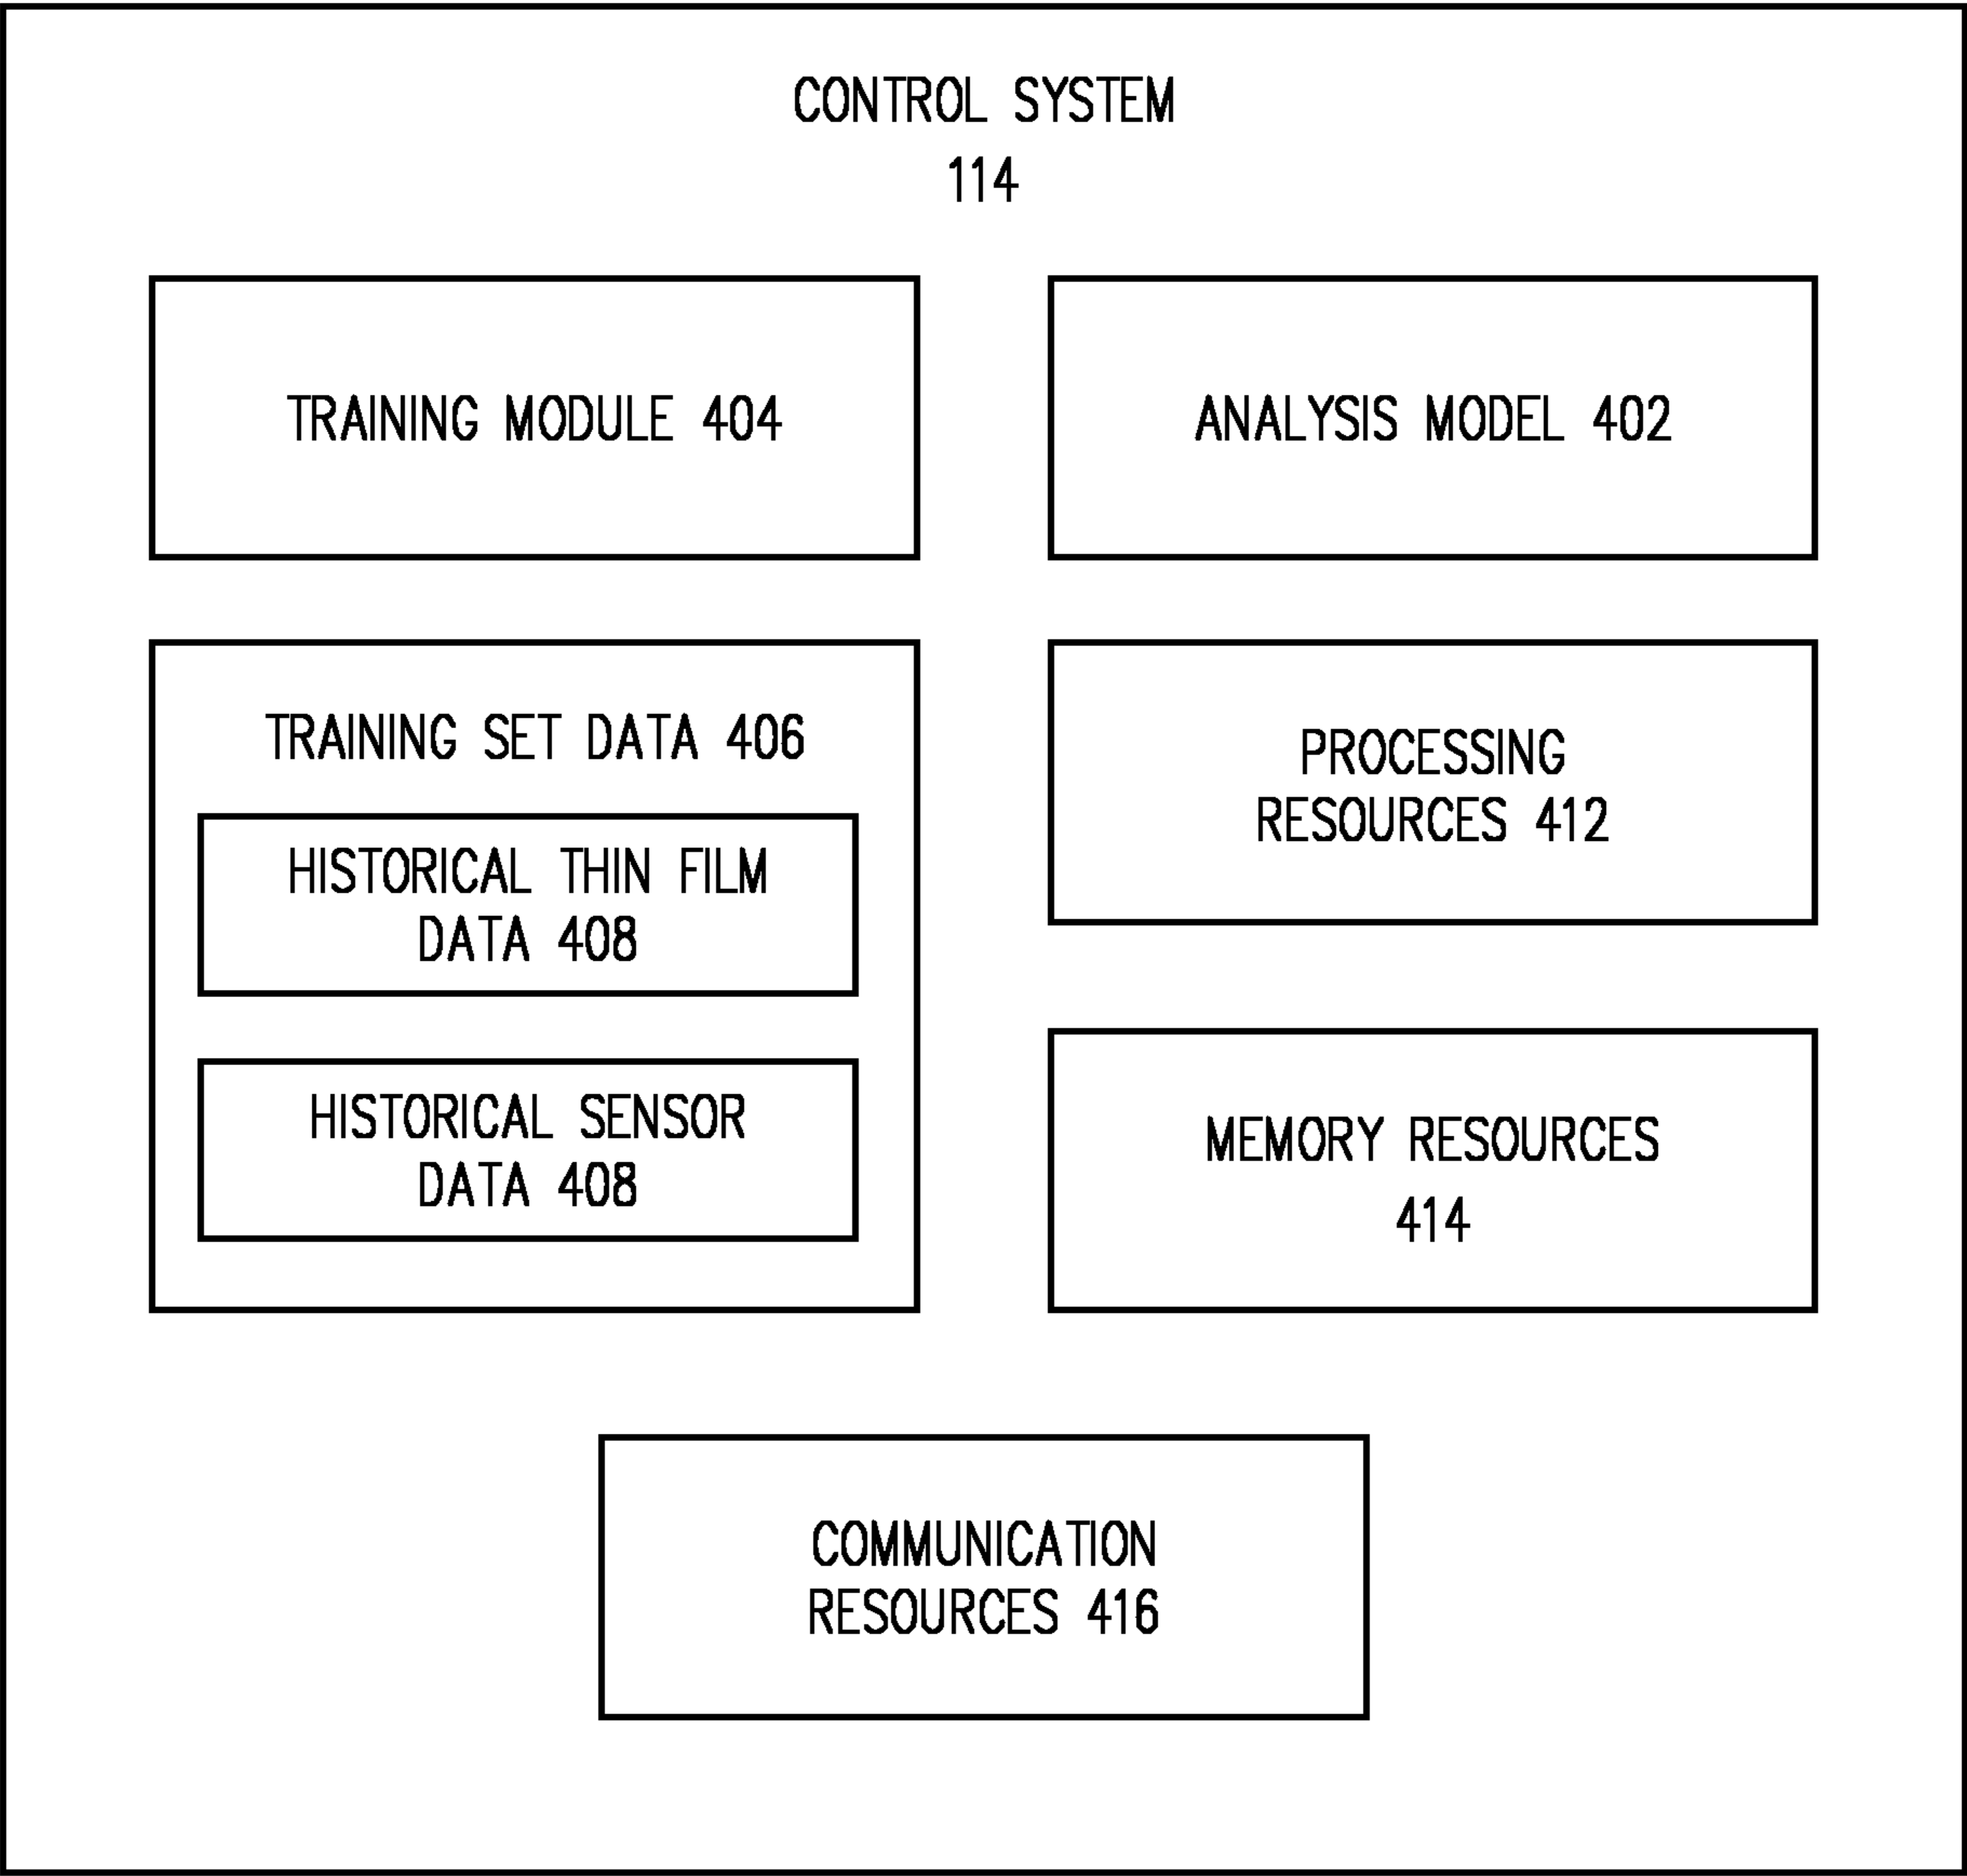 CONTROL SYSTEM
114
TRAINING MODULE 404
ANALYSIS MODEL 402
TRAINING SET DATA 406
HISTORICAL THIN FILM
DATA 408
HISTORICAL SENSOR
DATA 408
PROCESSING
RESOURCES 412
MEMORY RESOURCES
414
COMMUNICATION
RESOURCES 416